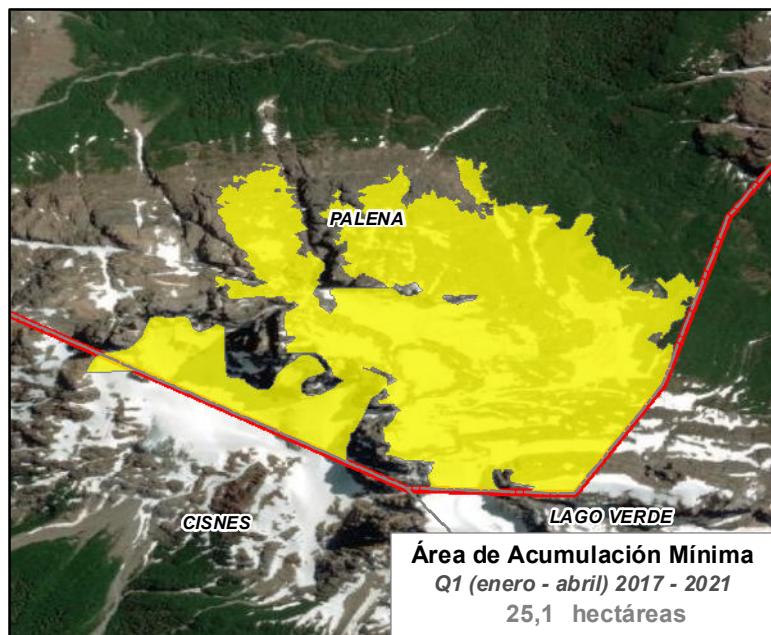 PALENA
CISNES
LAGO VERDE
Área de Acumulación Mínima
Q1 (enero - abril) 2017 - 2021
25,1 hectáreas